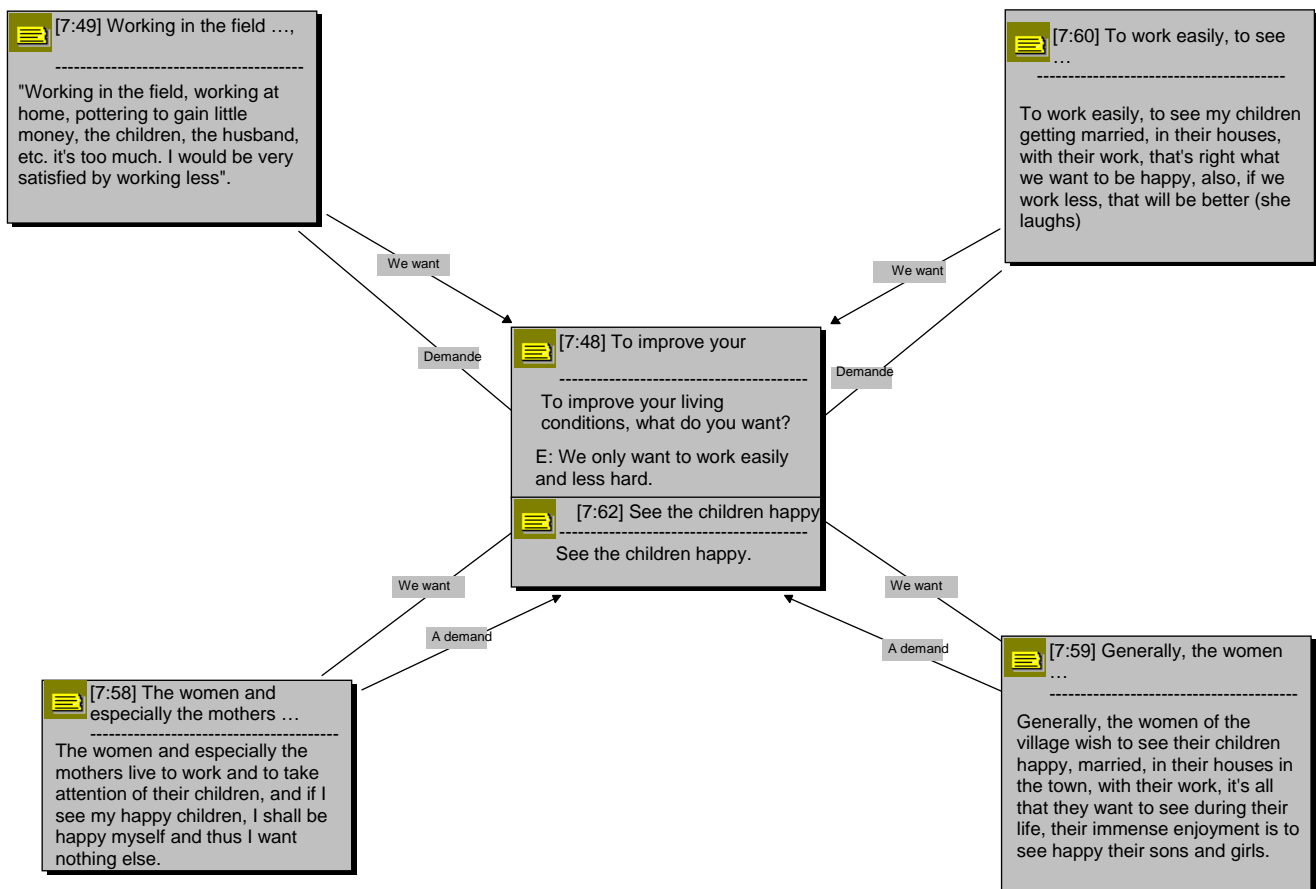 [7:49] Working in the field …,
----------------------------------------
"Working in the field, working at
home, pottering to gain little
money, the children, the husband,
etc. it's too much. I would be very
satisfied by working less".
[7:60] To work easily, to see
…
----------------------------------------
To work easily, to see my children
getting married, in their houses,
with their work, that's right what
we want to be happy, also, if we
work less, that will be better (she
laughs)
We want
We want
Demande
Demande
[7:48] To improve your
----------------------------------------
To improve your living
conditions, what do you want?
E: We only want to work easily
and less hard.
[7:62] See the children happy
----------------------------------------
See the children happy.
We want
We want
A demand
A demand
[7:58] The women and
especially the mothers …
----------------------------------------
The women and especially the
mothers live to work and to take
attention of their children, and if I
see my happy children, I shall be
happy myself and thus I want
nothing else.
[7:59] Generally, the women
…
----------------------------------------
Generally, the women of the
village wish to see their children
happy, married, in their houses in
the town, with their work, it's all
that they want to see during their
life, their immense enjoyment is to
see happy their sons and girls.